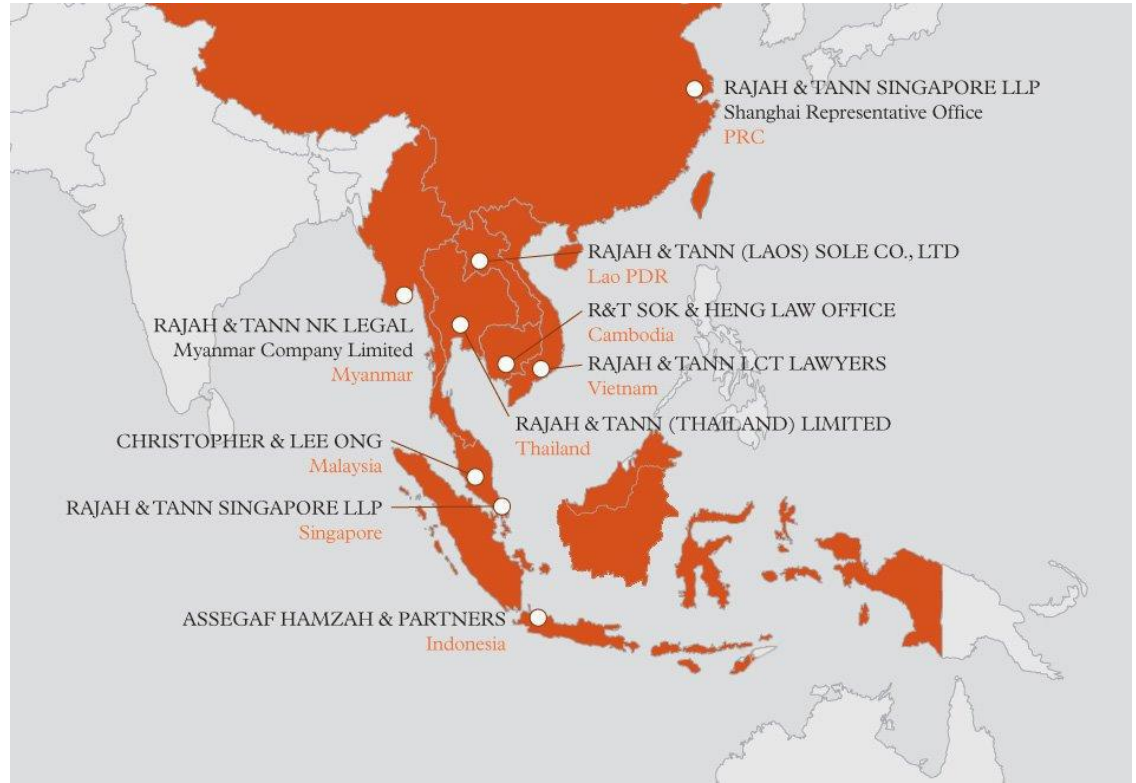 RAJAH & TANN SINGAPORE LLP
Shanghai Representative Office
PRC
RAJAH & TANN (LAOS) SOLE CO., LTD
Lao PDR
R&T SOK & HENG LAW OFFICE
Cambodia
RAJAH & TANN NK LEGAL
Myanmar Company Limited
Myanmar
RAJAH & TANN LCT LAWYERS
Vietnam
RAJAH & TANN (THAILAND) LIMITED
Thailand
CHRISTOPHER & LEE ONG
Malaysia
RAJAH & TANN SINGAPORE LLP
Singapore
ASSEGAF HAMZAH & PARTNERS
Indonesia